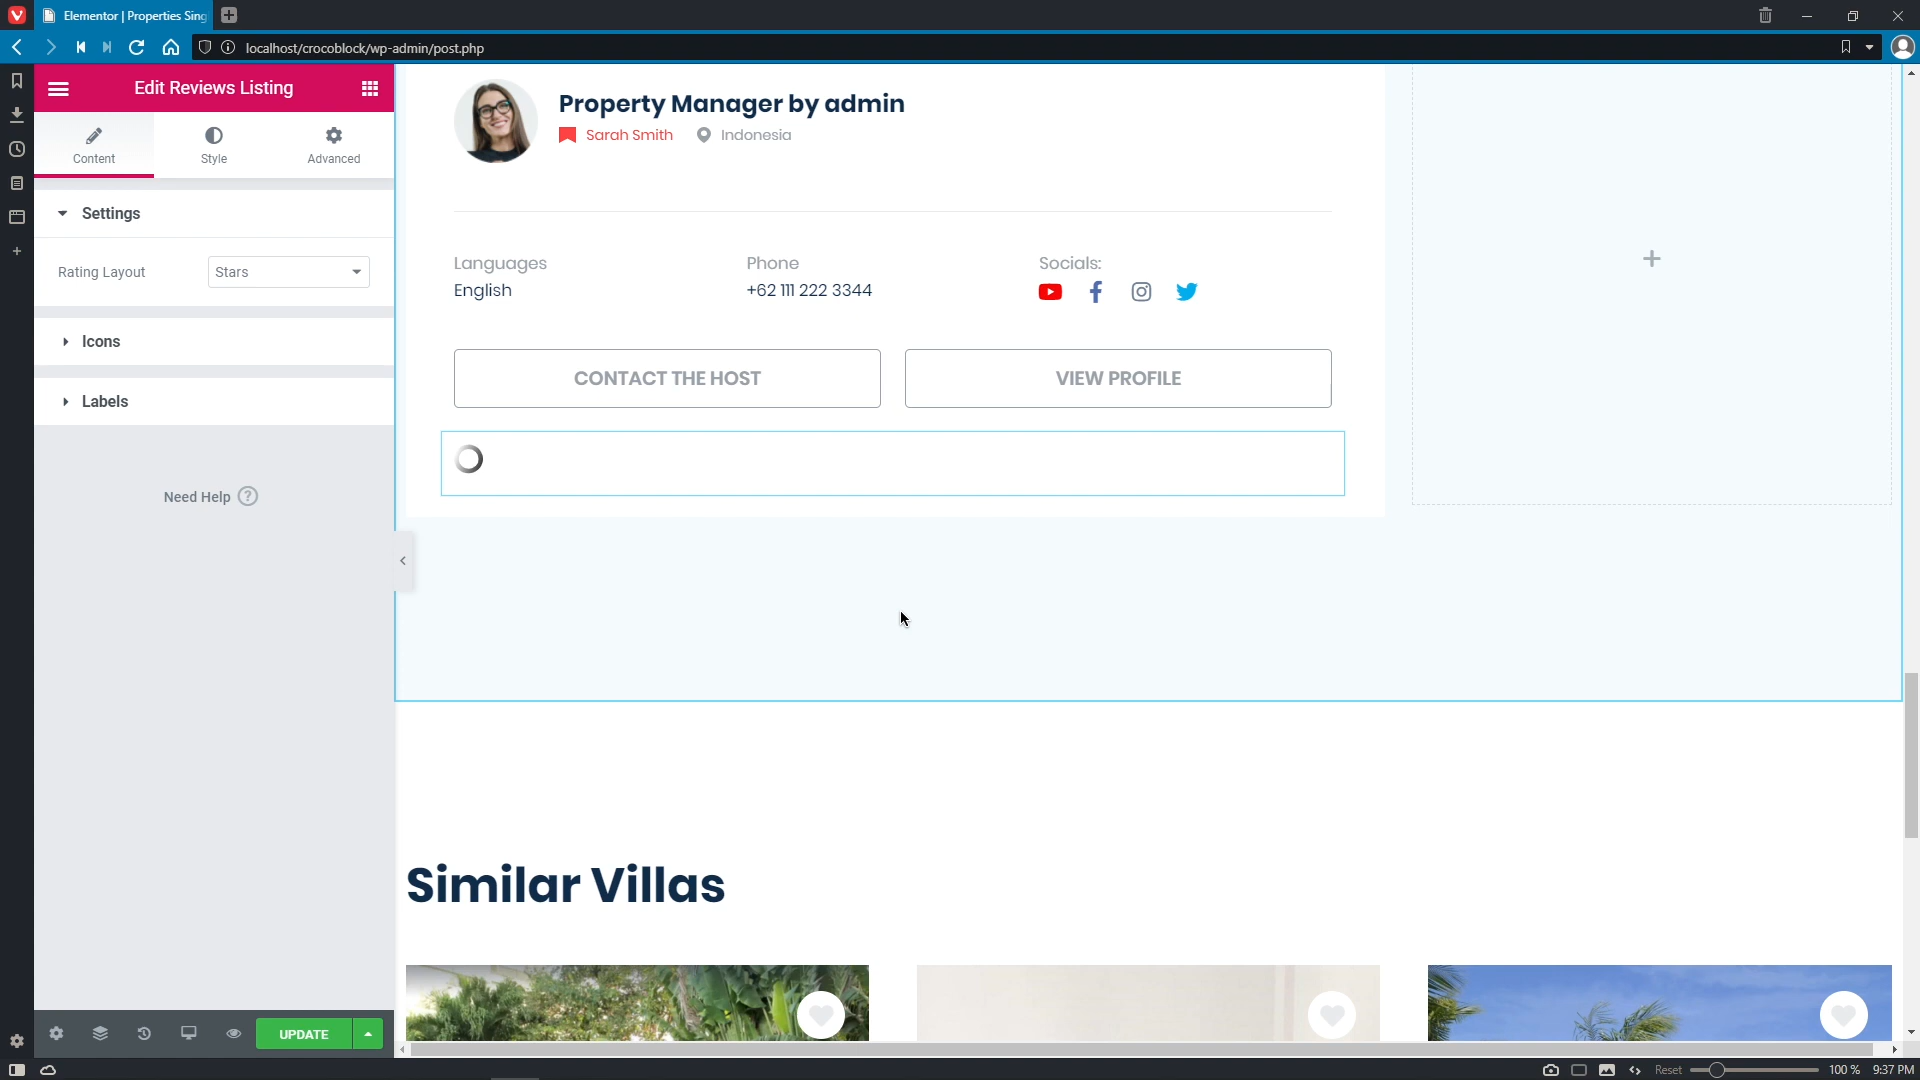 Elementor | Properties Sing
localhost/crocoblock/wp-admin/post.php
Edit Reviews Listing
Content
Style
Advanced
Settings
Rating Layout
Stars
Icons
Labels
Need Help ?
UPDATE
Property Manager by admin
Sarah Smith
Indonesia
Languages
English
Phone
+62 111 222 3344
Socials:
CONTACT THE HOST
VIEW PROFILE
Similar Villas
Reset
100 %
9:37 PM